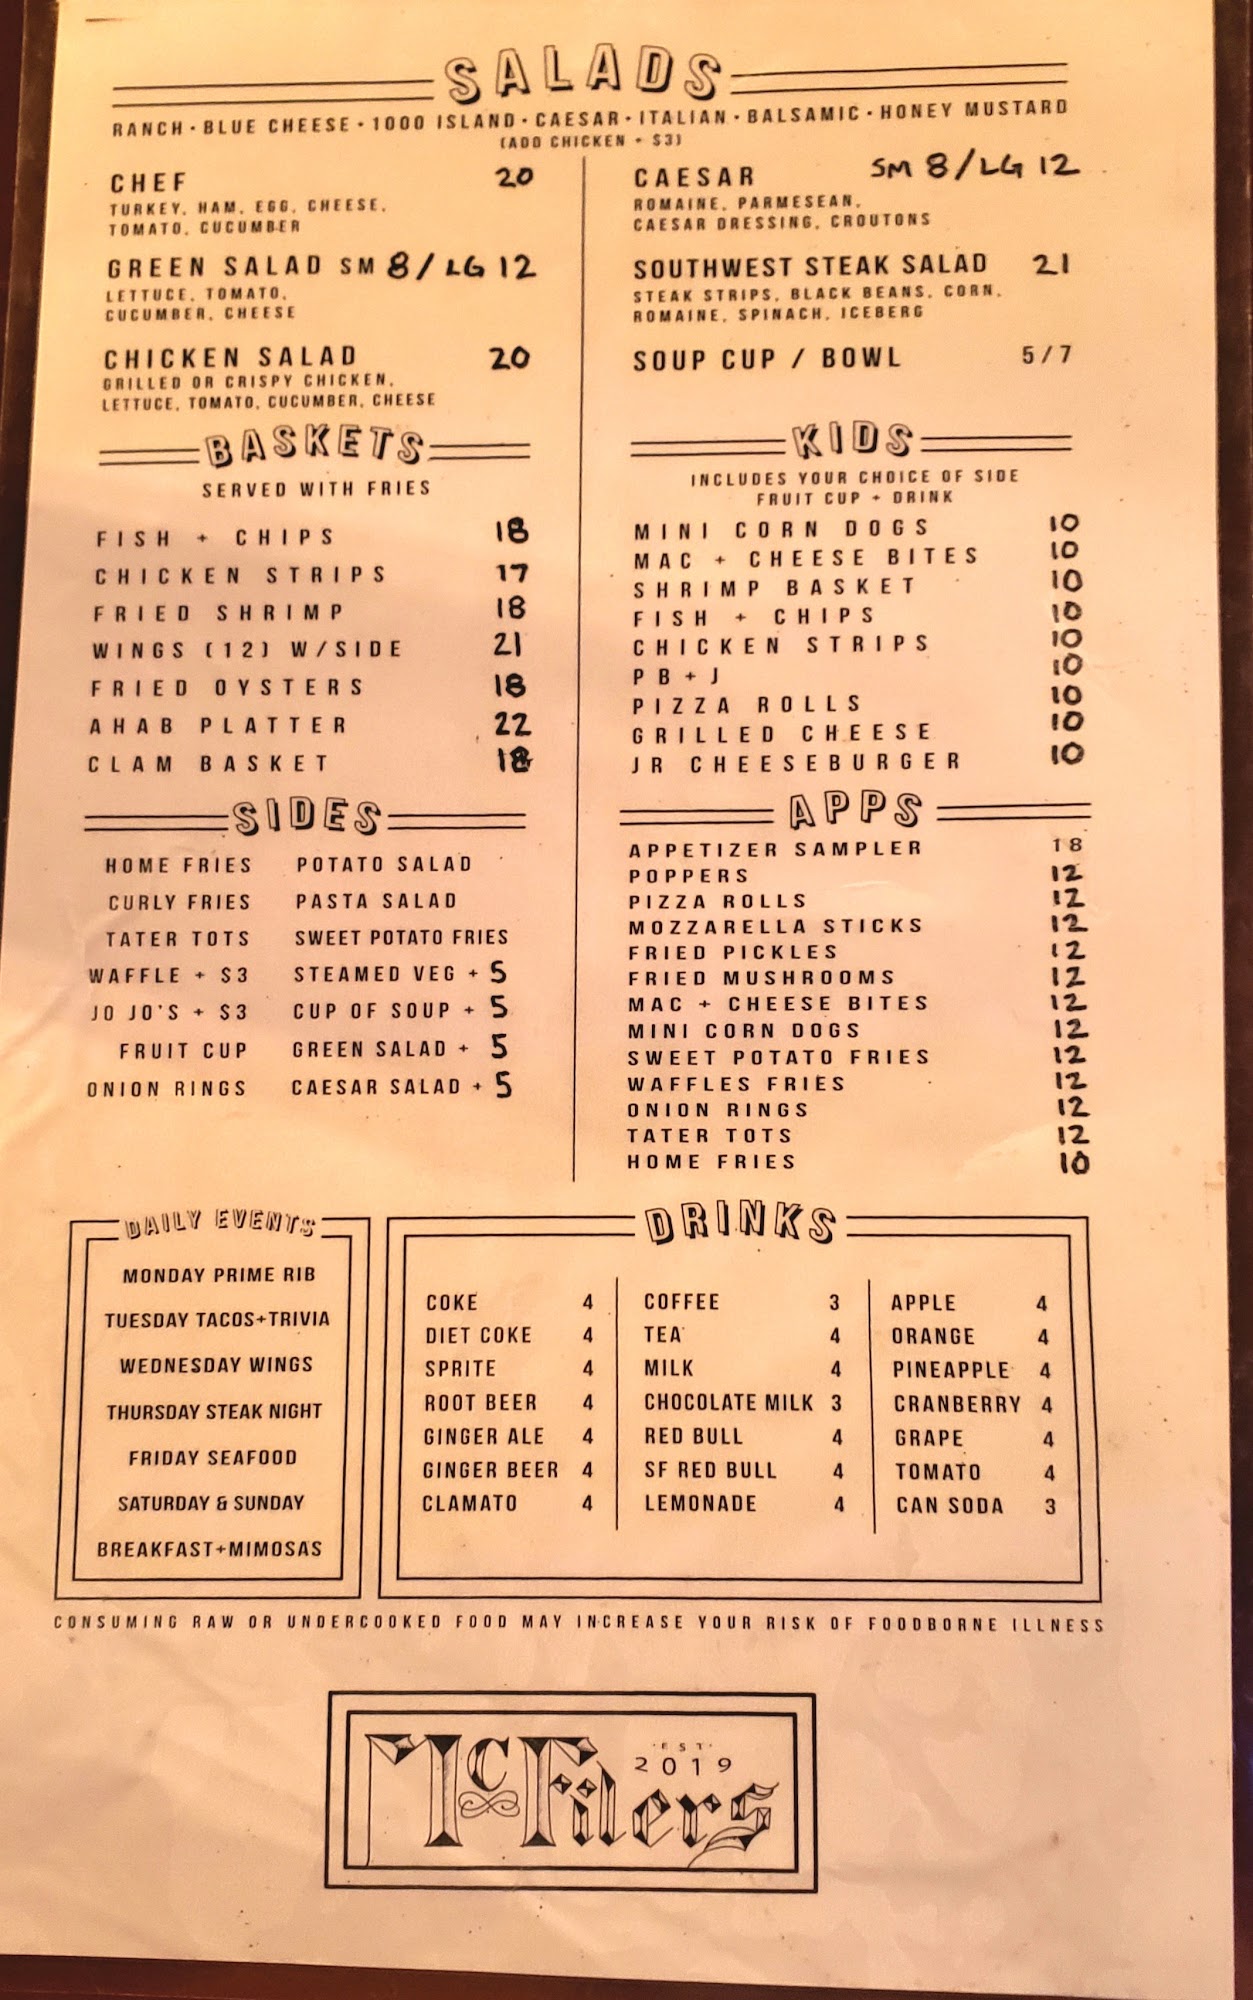 SALADS
RANCH · BLUE CHEESE · 1000 ISLAND · CAESAR · ITALIAN · BALSAMIC · HONEY MUSTARD
(ADD CHICKEN + $3)
CHEF 20
TURKEY, HAM, EGG, CHEESE,
TOMATO, CUCUMBER
GREEN SALAD SM 8 / LG 12
LETTUCE, TOMATO,
CUCUMBER, CHEESE
CHICKEN SALAD 20
GRILLED OR CRISPY CHICKEN,
LETTUCE, TOMATO, CUCUMBER, CHEESE
CAESAR SM 8 / LG 12
ROMAINE, PARMESEAN,
CAESAR DRESSING, CROUTONS
SOUTHWEST STEAK SALAD 21
STEAK STRIPS, BLACK BEANS, CORN,
ROMAINE, SPINACH, ICEBERG
SOUP CUP / BOWL 5/7
BASKETS
SERVED WITH FRIES
FISH + CHIPS 18
CHICKEN STRIPS 17
FRIED SHRIMP 18
WINGS (12) W/SIDE 21
FRIED OYSTERS 18
AHAB PLATTER 22
CLAM BASKET 18
KIDS
INCLUDES YOUR CHOICE OF SIDE
FRUIT CUP + DRINK
MINI CORN DOGS 10
MAC + CHEESE BITES 10
SHRIMP BASKET 10
FISH + CHIPS 10
CHICKEN STRIPS 10
PB+J 10
PIZZA ROLLS 10
GRILLED CHEESE 10
JR CHEESEBURGER 10
SIDES
HOME FRIES POTATO SALAD
CURLY FRIES PASTA SALAD
TATER TOTS SWEET POTATO FRIES
WAFFLE + $3 STEAMED VEG + 5
JO JO'S + $3 CUP OF SOUP + 5
FRUIT CUP GREEN SALAD + 5
ONION RINGS CAESAR SALAD + 5
APPS
APPETIZER SAMPLER 18
POPPERS 12
PIZZA ROLLS 12
MOZZARELLA STICKS 12
FRIED PICKLES 12
FRIED MUSHROOMS 12
MAC + CHEESE BITES 12
MINI CORN DOGS 12
SWEET POTATO FRIES 12
WAFFLES FRIES 12
ONION RINGS 12
TATER TOTS 12
HOME FRIES 10
DAILY EVENTS
MONDAY PRIME RIB
TUESDAY TACOS+TRIVIA
WEDNESDAY WINGS
THURSDAY STEAK NIGHT
FRIDAY SEAFOOD
SATURDAY & SUNDAY
BREAKFAST+MIMOSAS
DRINKS
COKE 4
DIET COKE 4
SPRITE 4
ROOT BEER 4
GINGER ALE 4
GINGER BEER 4
CLAMATO 4
COFFEE 3
TEA 4
MILK 4
CHOCOLATE MILK 3
RED BULL 4
SF RED BULL 4
LEMONADE 4
APPLE 4
ORANGE 4
PINEAPPLE 4
CRANBERRY 4
GRAPE 4
TOMATO 4
CAN SODA 3
CONSUMING RAW OR UNDERCOOKED FOOD MAY INCREASE YOUR RISK OF FOODBORNE ILLNESS
·EST·
2019
McFilers